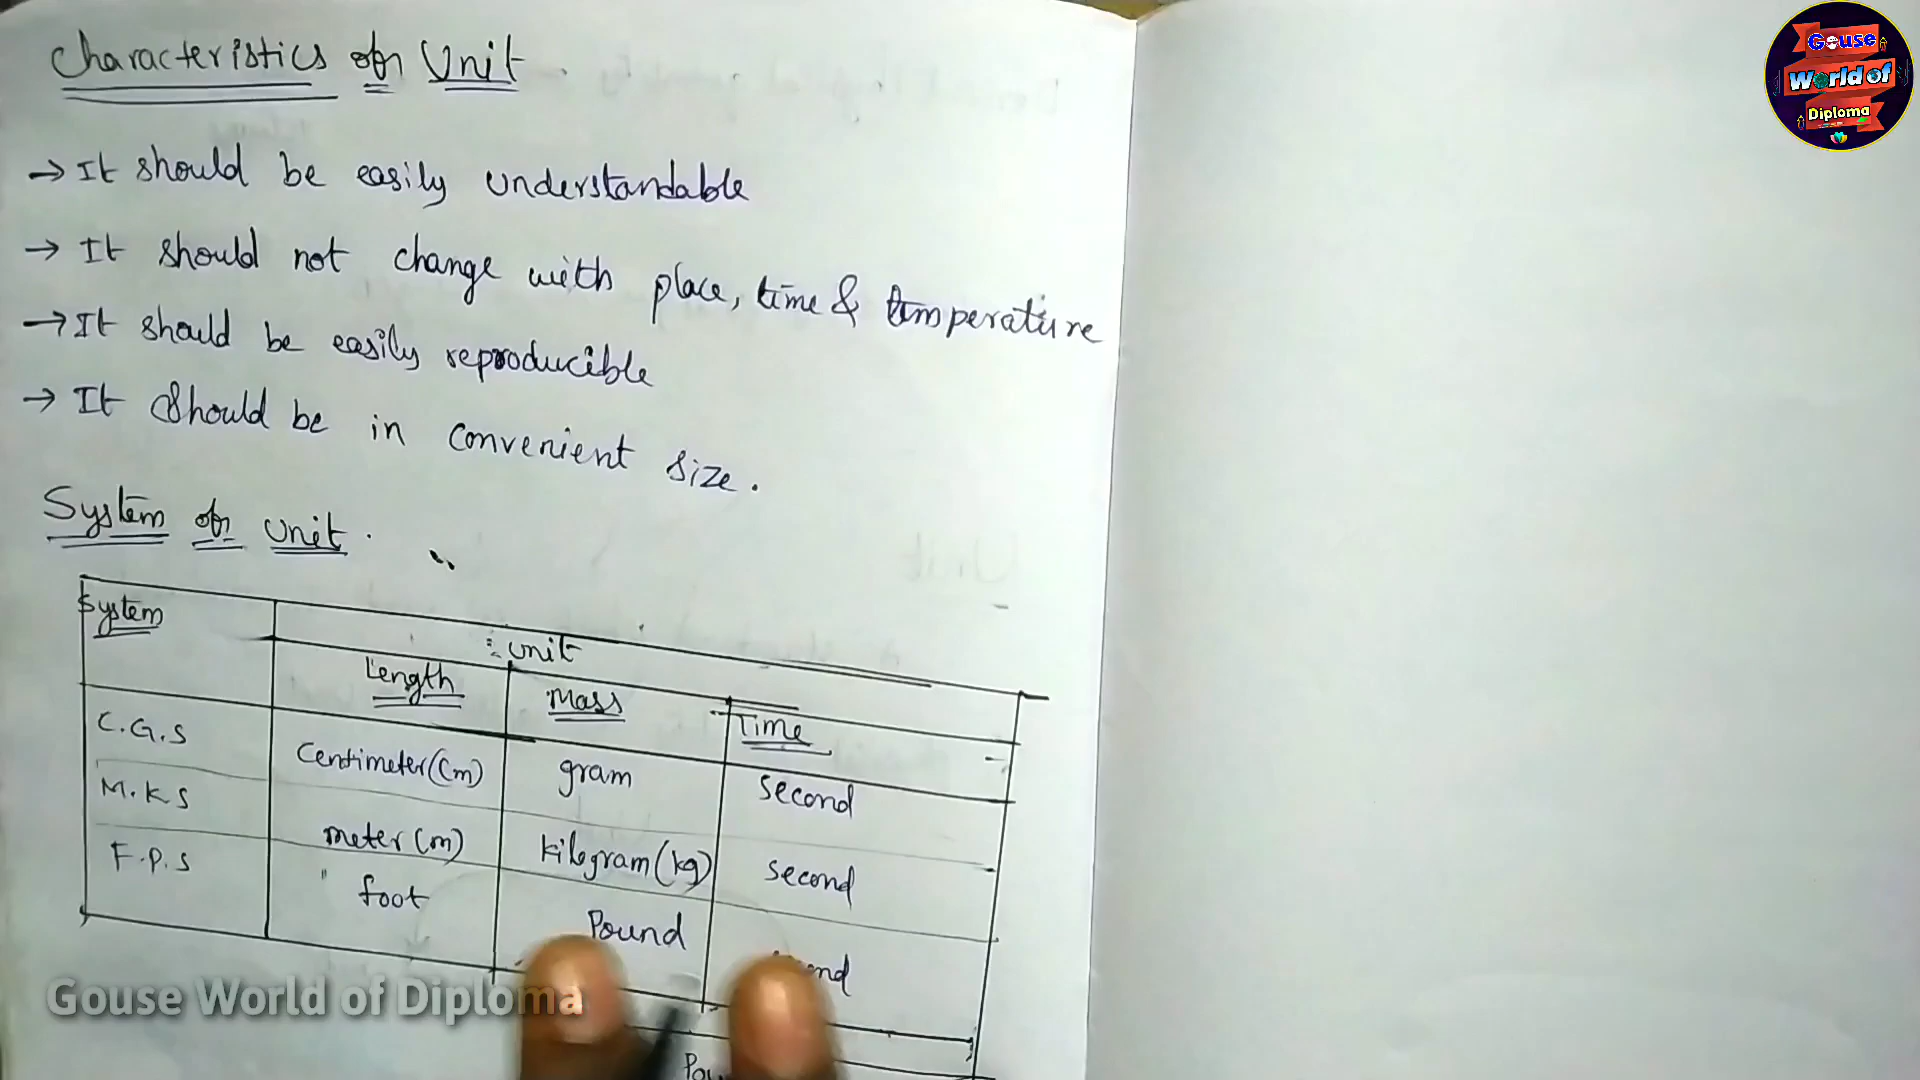 Characteristics of Unit
→ It should be easily understandable
→ It should not change with place, time & temperature
→ It should be easily reproducible
→ It should be in convenient size.
System of unit.
System
unit
Length Mass Time
C.G.S Centimeter(Cm) gram second
M.K.S meter(m) kilogram(kg) second
F.P.S foot Pound
Gouse World of Diploma
Gouse
World of
Diploma